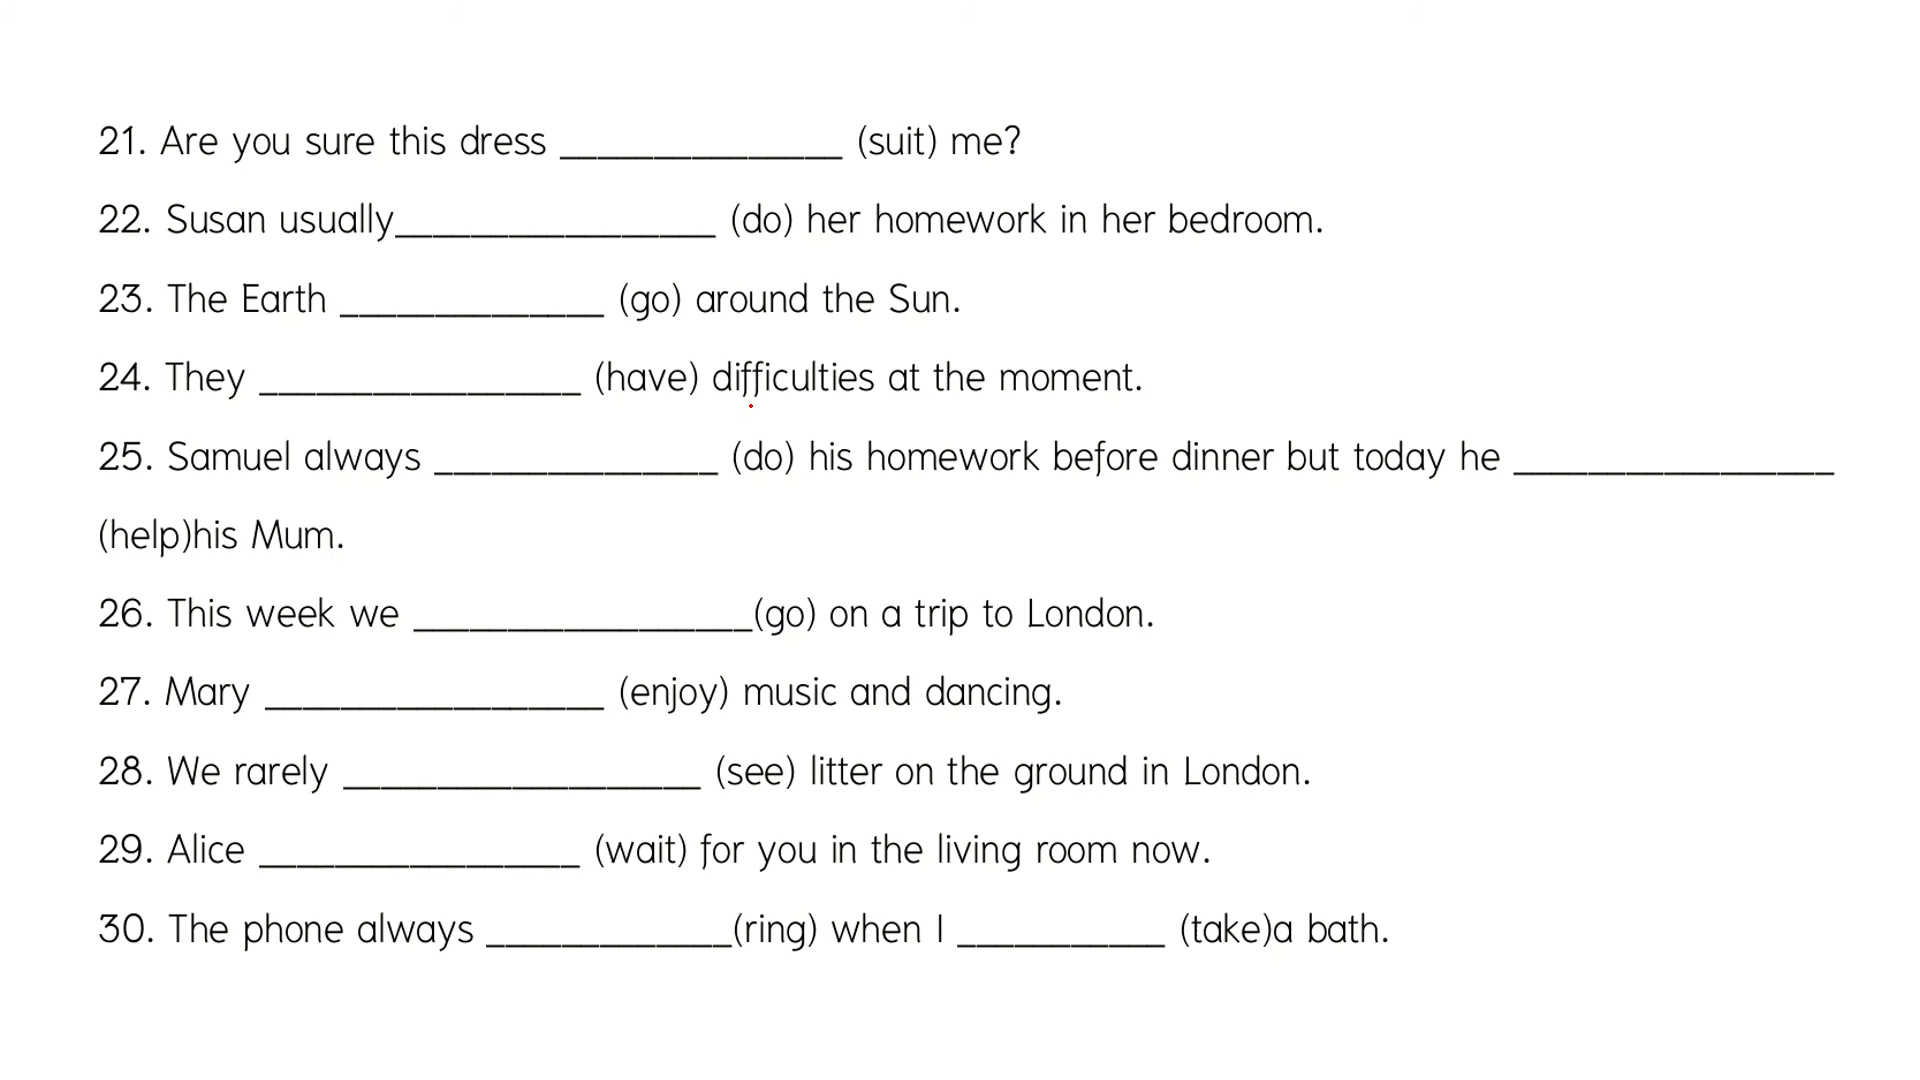 21. Are you sure this dress _______________ (suit) me?
22. Susan usually_________________ (do) her homework in her bedroom.
23. The Earth ______________ (go) around the Sun.
24. They _________________ (have) difficulties at the moment.
25. Samuel always _______________ (do) his homework before dinner but today he _________________
(help)his Mum.
26. This week we __________________(go) on a trip to London.
27. Mary __________________ (enjoy) music and dancing.
28. We rarely ___________________ (see) litter on the ground in London.
29. Alice _________________ (wait) for you in the living room now.
30. The phone always _____________(ring) when I ___________ (take)a bath.